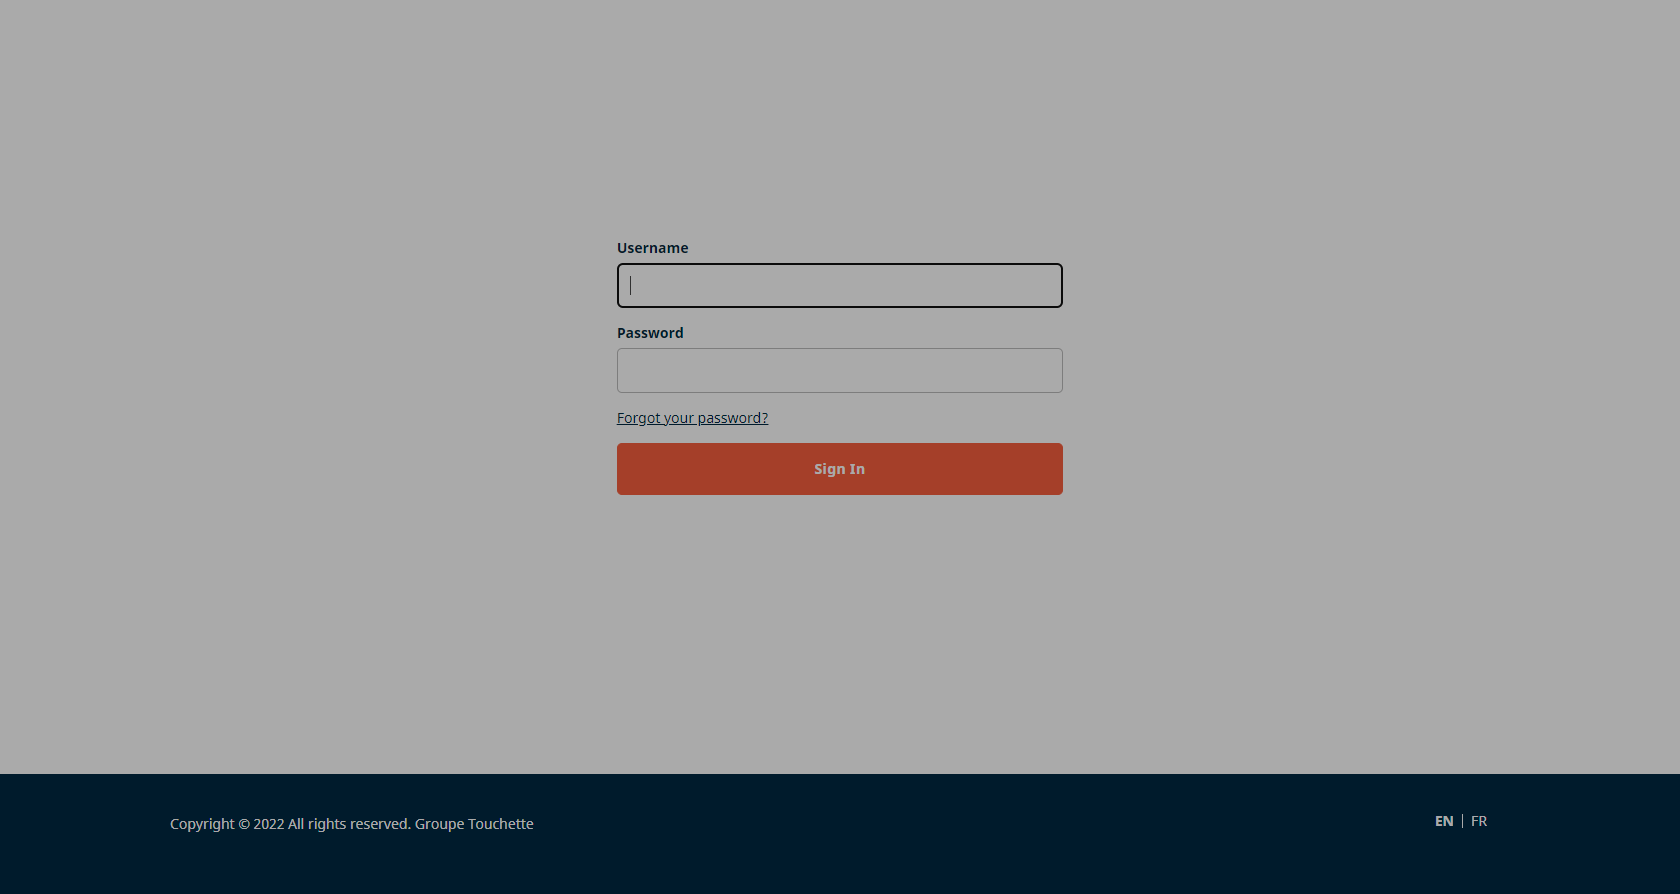 Username
Password
Forgot your password?
Sign In
Copyright © 2022 All rights reserved. Groupe Touchette
EN | FR